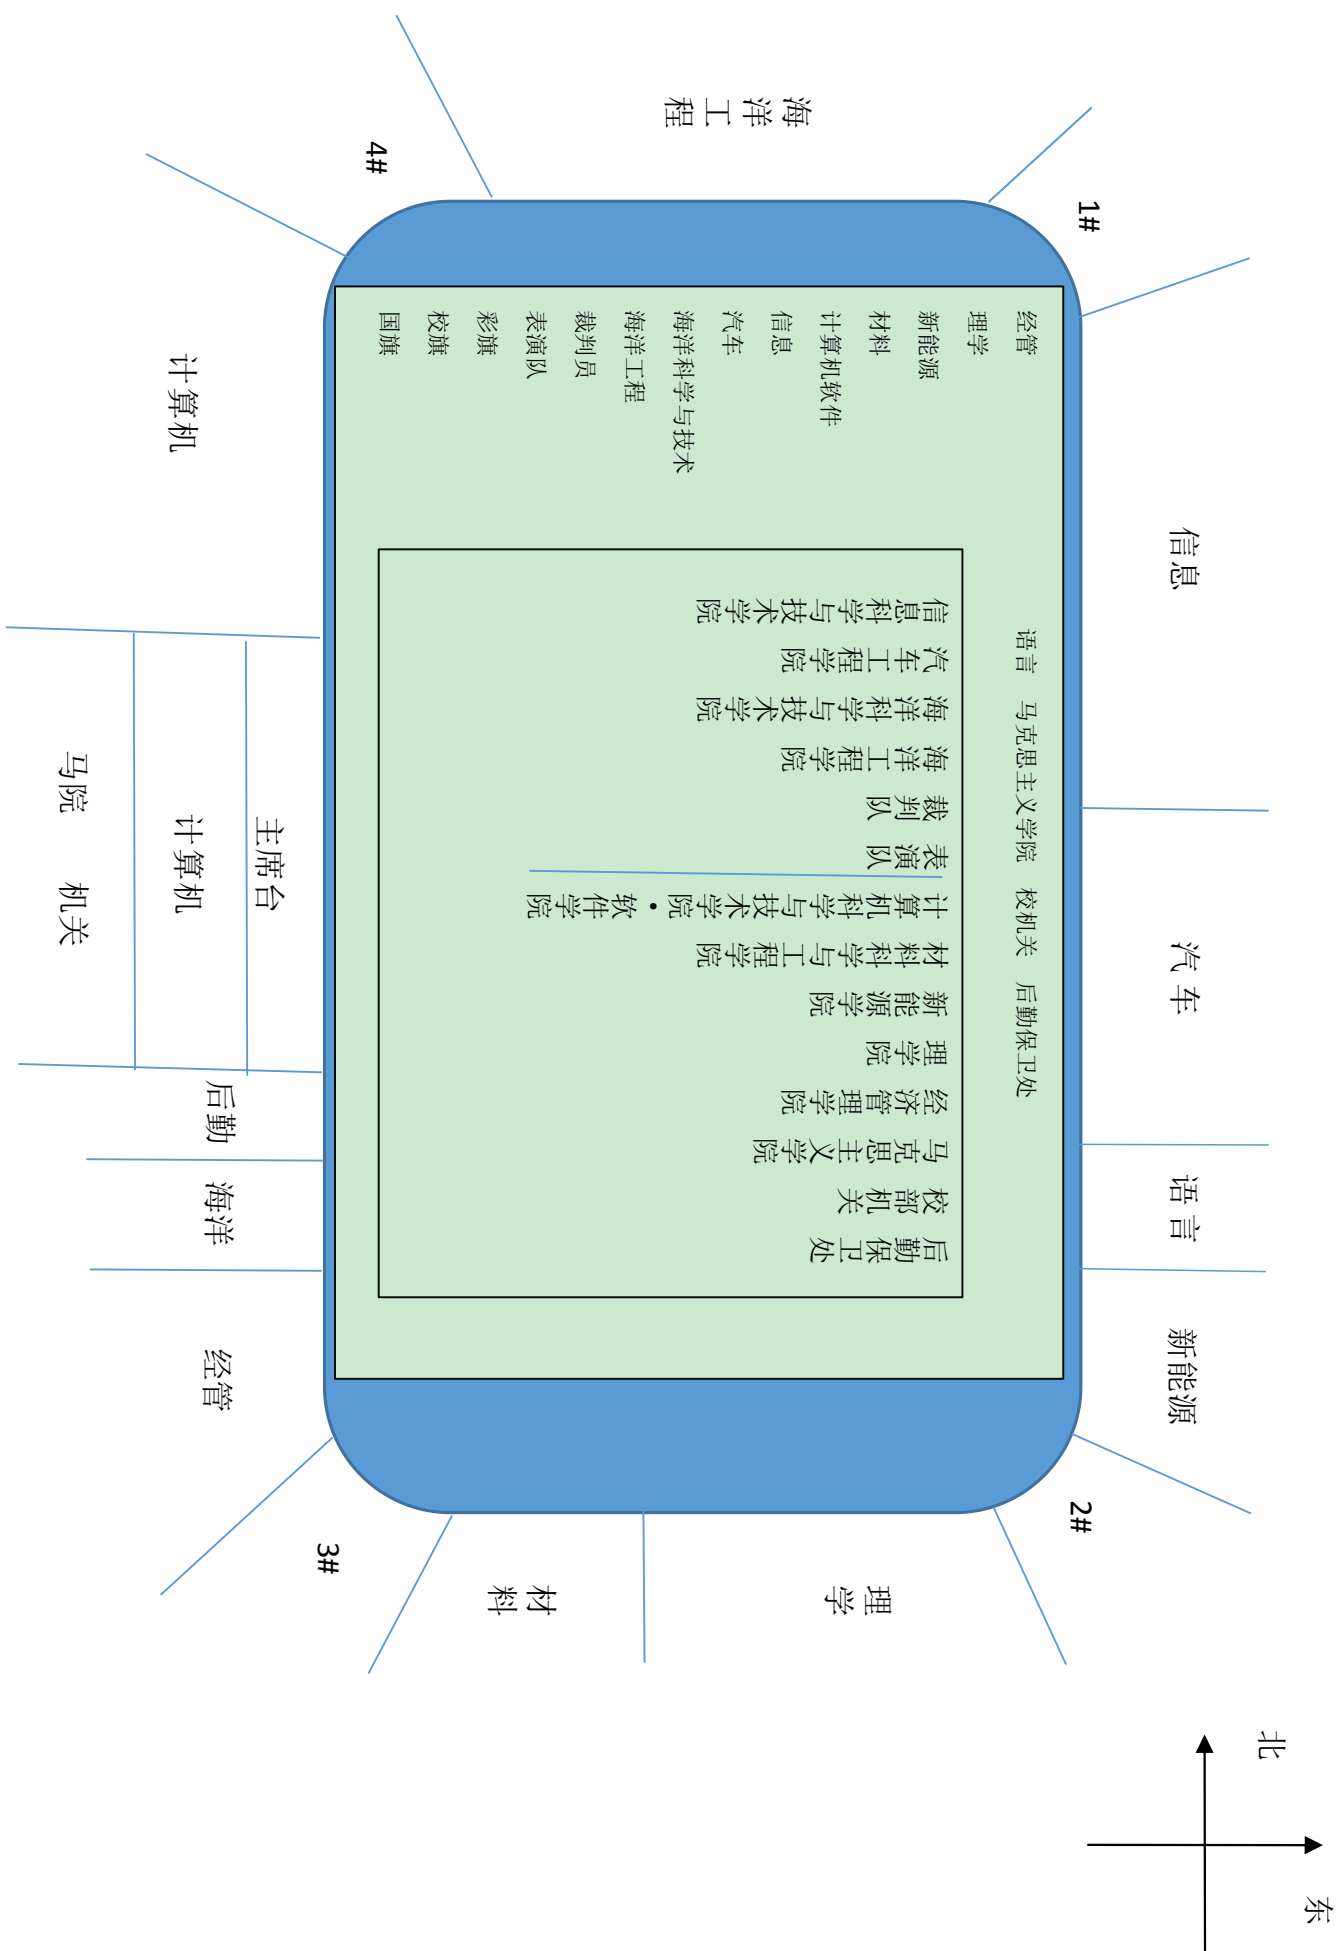 海洋工程
1#
4#
信息
汽车
语言
新能源
2#
语言 马克思主义学院 校机关 后勤保卫处
经管
理学
新能源
材料
计算机软件
信息
汽车
海洋科学与技术
海洋工程
裁判员
表演队
彩旗
校旗
国旗
信息科学与技术学院
汽车工程学院
海洋科学与技术学院
海洋工程学院
裁判队
表演队
计算机科学与技术学院•软件学院
材料科学与工程学院
新能源学院
理学院
经济管理学院
马克思主义学院
校部机关
后勤保卫处
主席台
计算机
计算机
马院 机关
后勤
海洋
经管
3#
材料
理学
北
东